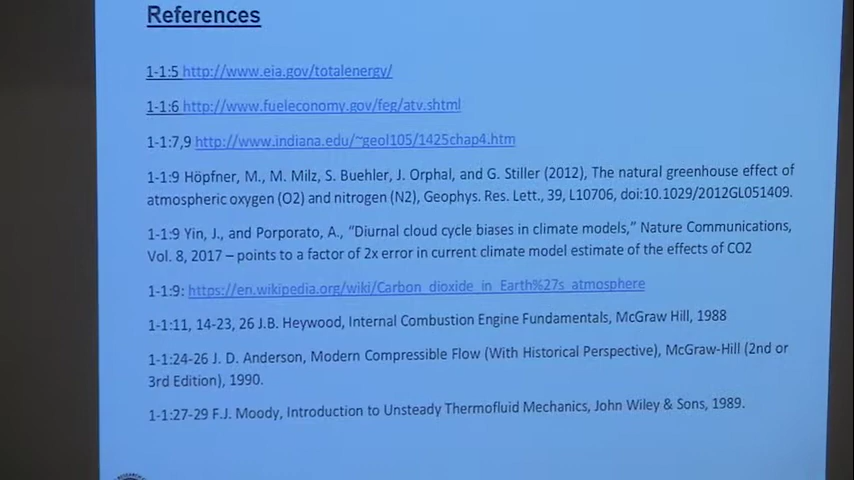 References
1-1:5 http://www.eia.gov/totalenergy/
1-1:6 http://www.fueleconomy.gov/feg/atv.shtml
1-1:7,9 http://www.indiana.edu/~geol105/1425chap4.htm
1-1:9 Höpfner, M., M. Milz, S. Buehler, J. Orphal, and G. Stiller (2012), The natural greenhouse effect of
atmospheric oxygen (O2) and nitrogen (N2), Geophys. Res. Lett., 39, L10706, doi:10.1029/2012GL051409.
1-1:9 Yin, J., and Porporato, A., “Diurnal cloud cycle biases in climate models,” Nature Communications,
Vol. 8, 2017 – points to a factor of 2x error in current climate model estimate of the effects of CO2
1-1:9: https://en.wikipedia.org/wiki/Carbon_dioxide_in_Earth%27s_atmosphere
1-1:11, 14-23, 26 J.B. Heywood, Internal Combustion Engine Fundamentals, McGraw Hill, 1988
1-1:24-26 J. D. Anderson, Modern Compressible Flow (With Historical Perspective), McGraw-Hill (2nd or
3rd Edition), 1990.
1-1:27-29 F.J. Moody, Introduction to Unsteady Thermofluid Mechanics, John Wiley & Sons, 1989.